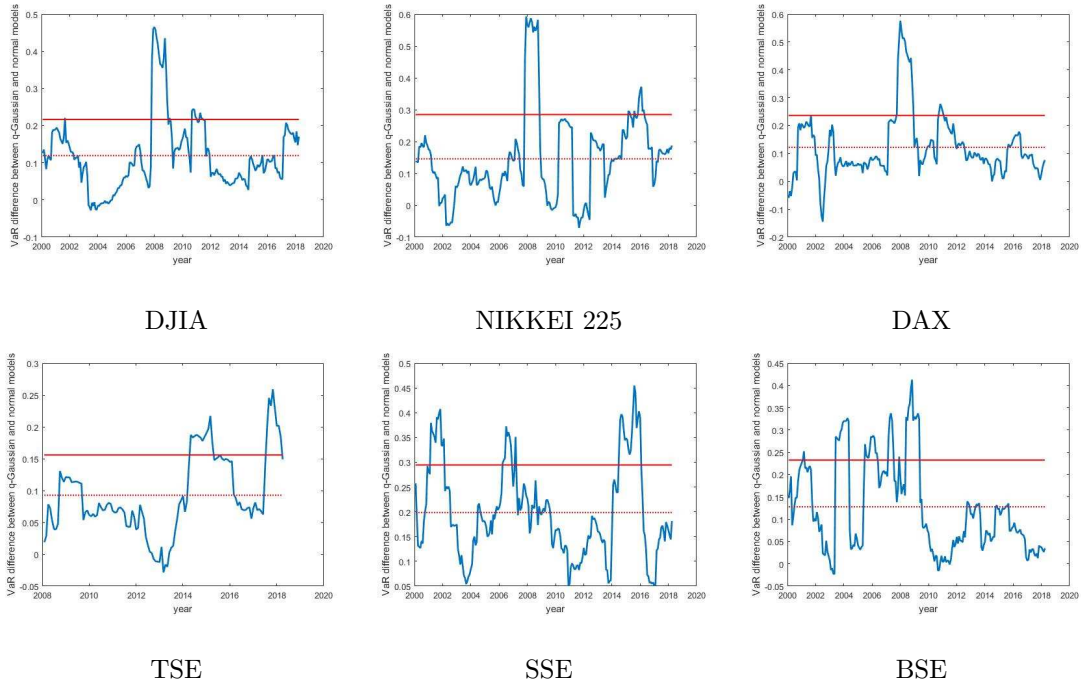 VaR difference between q-Gaussian and normal models
0.5
0.4
0.3
0.2
0.1
0
-0.1
2000 2002 2004 2006 2008 2010 2012 2014 2016 2018 2020
year
DJIA
VaR difference between q-Gaussian and normal models
0.6
0.5
0.4
0.3
0.2
0.1
0
-0.1
2000 2002 2004 2006 2008 2010 2012 2014 2016 2018 2020
year
NIKKEI 225
VaR difference between q-Gaussian and normal models
0.6
0.5
0.4
0.3
0.2
0.1
0
-0.1
-0.2
2000 2002 2004 2006 2008 2010 2012 2014 2016 2018 2020
year
DAX
VaR difference between q-Gaussian and normal models
0.3
0.25
0.2
0.15
0.1
0.05
0
-0.05
2008 2010 2012 2014 2016 2018 2020
year
TSE
VaR difference between q-Gaussian and normal models
0.5
0.45
0.4
0.35
0.3
0.25
0.2
0.15
0.1
0.05
2000 2002 2004 2006 2008 2010 2012 2014 2016 2018 2020
year
SSE
VaR difference between q-Gaussian and normal models
0.45
0.4
0.35
0.3
0.25
0.2
0.15
0.1
0.05
0
-0.05
2000 2002 2004 2006 2008 2010 2012 2014 2016 2018 2020
year
BSE